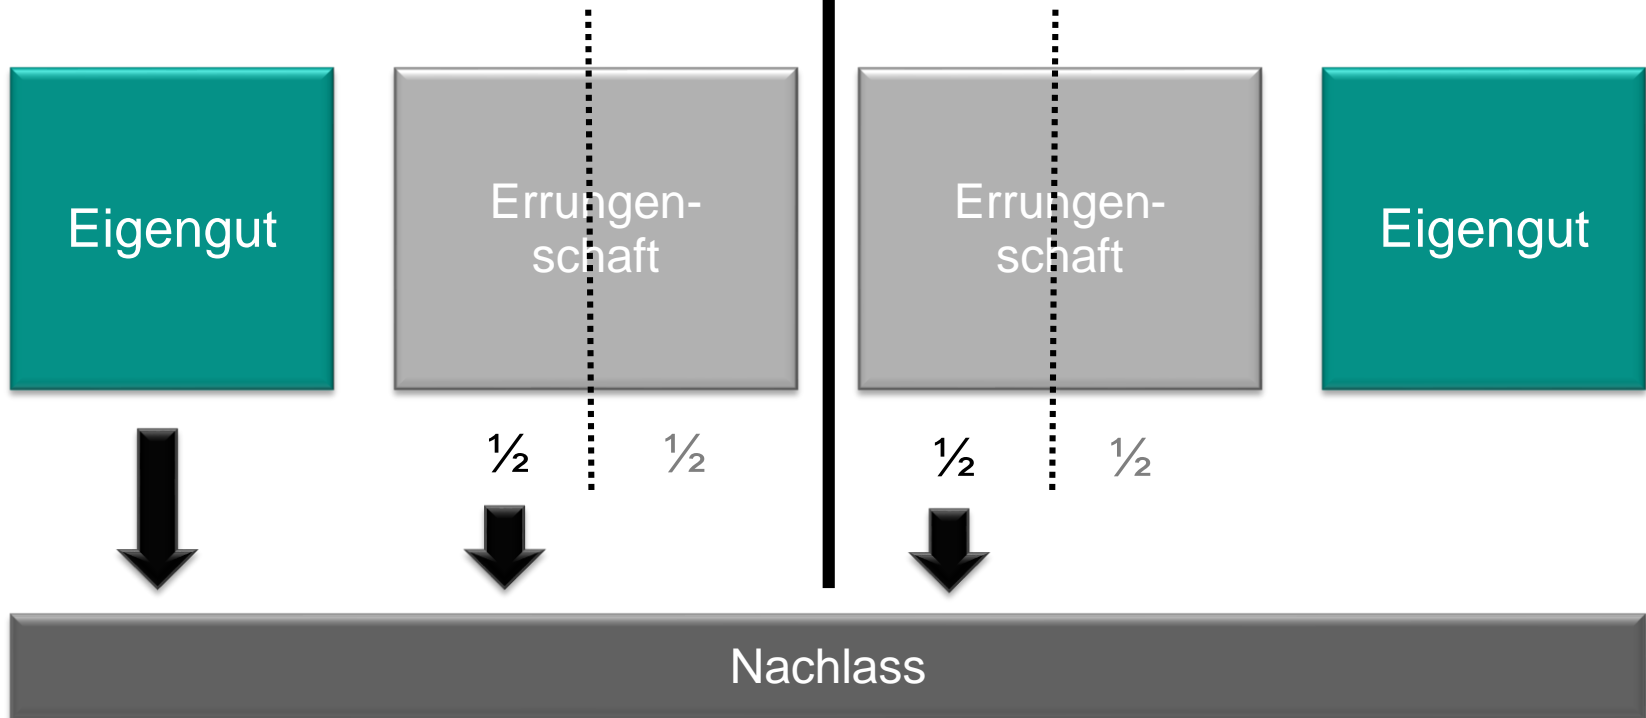 Eigengut
Errungen-
schaft
Errungen-
schaft
Eigengut
½
½
½
½
Nachlass